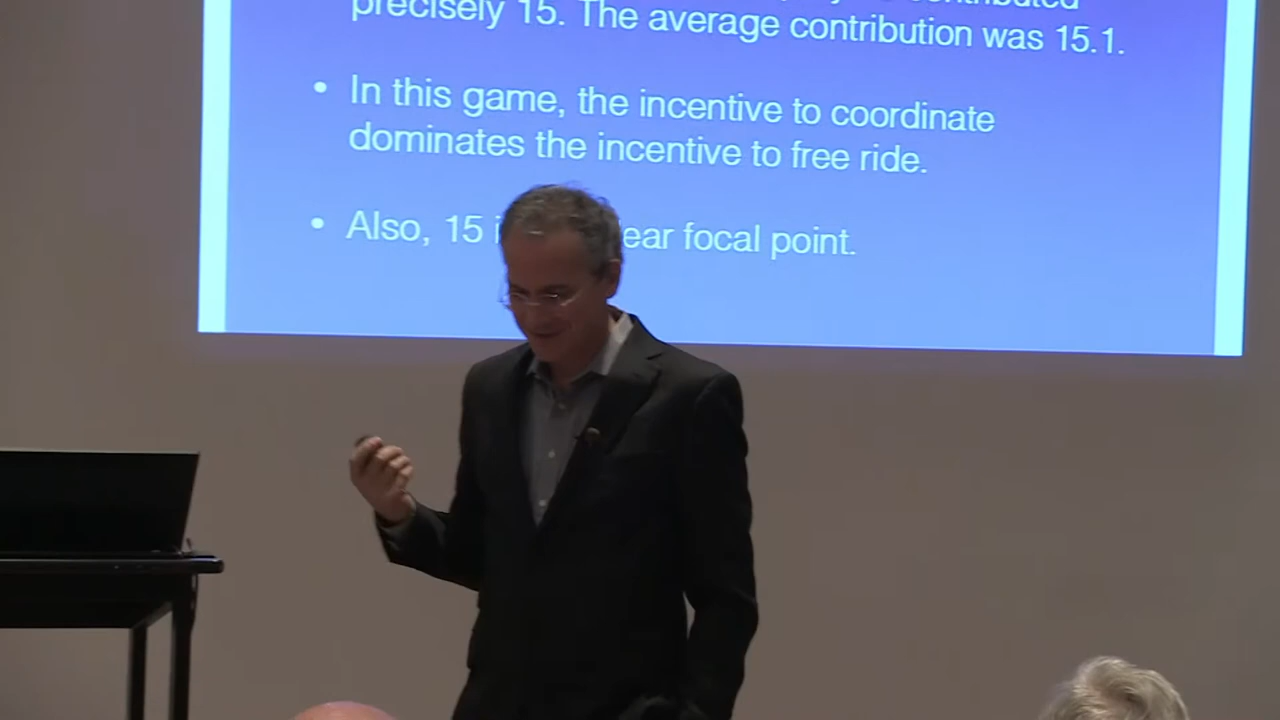 contributed
precisely 15. The average contribution was 15.1.
• In this game, the incentive to coordinate
dominates the incentive to free ride.
• Also, 15 i ear focal point.